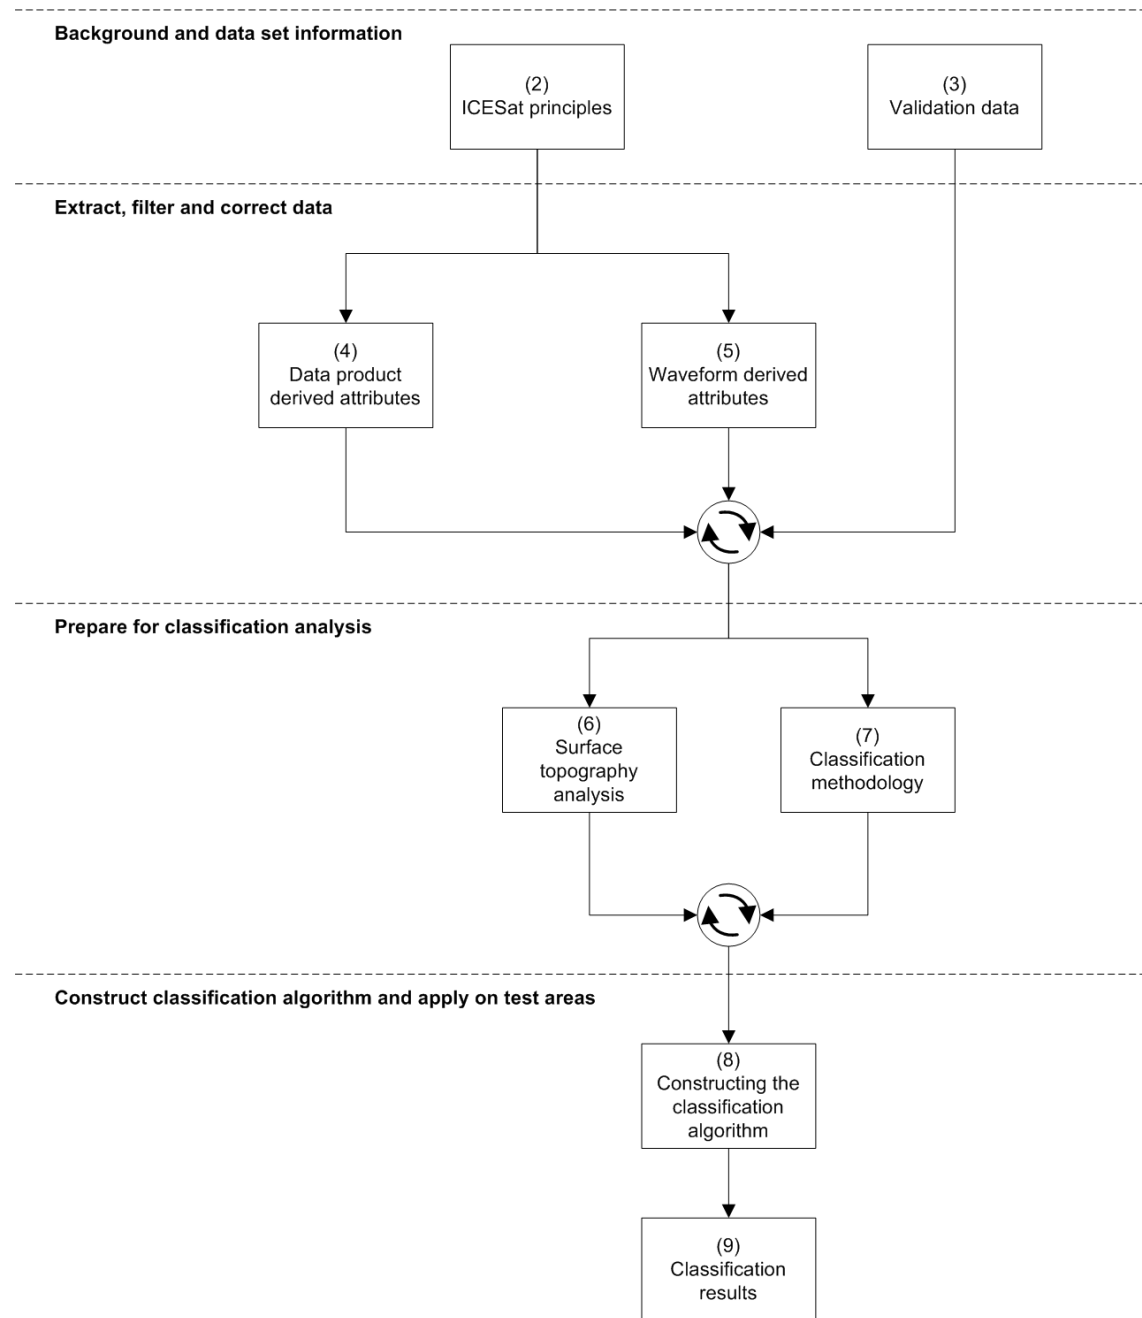 Background and data set information
(2)
ICESat principles
(3)
Validation data
Extract, filter and correct data
(4)
Data product
derived attributes
(5)
Waveform derived
attributes
Prepare for classification analysis
(6)
Surface
topography
analysis
(7)
Classification
methodology
Construct classification algorithm and apply on test areas
(8)
Constructing the
classification
algorithm
(9)
Classification
results